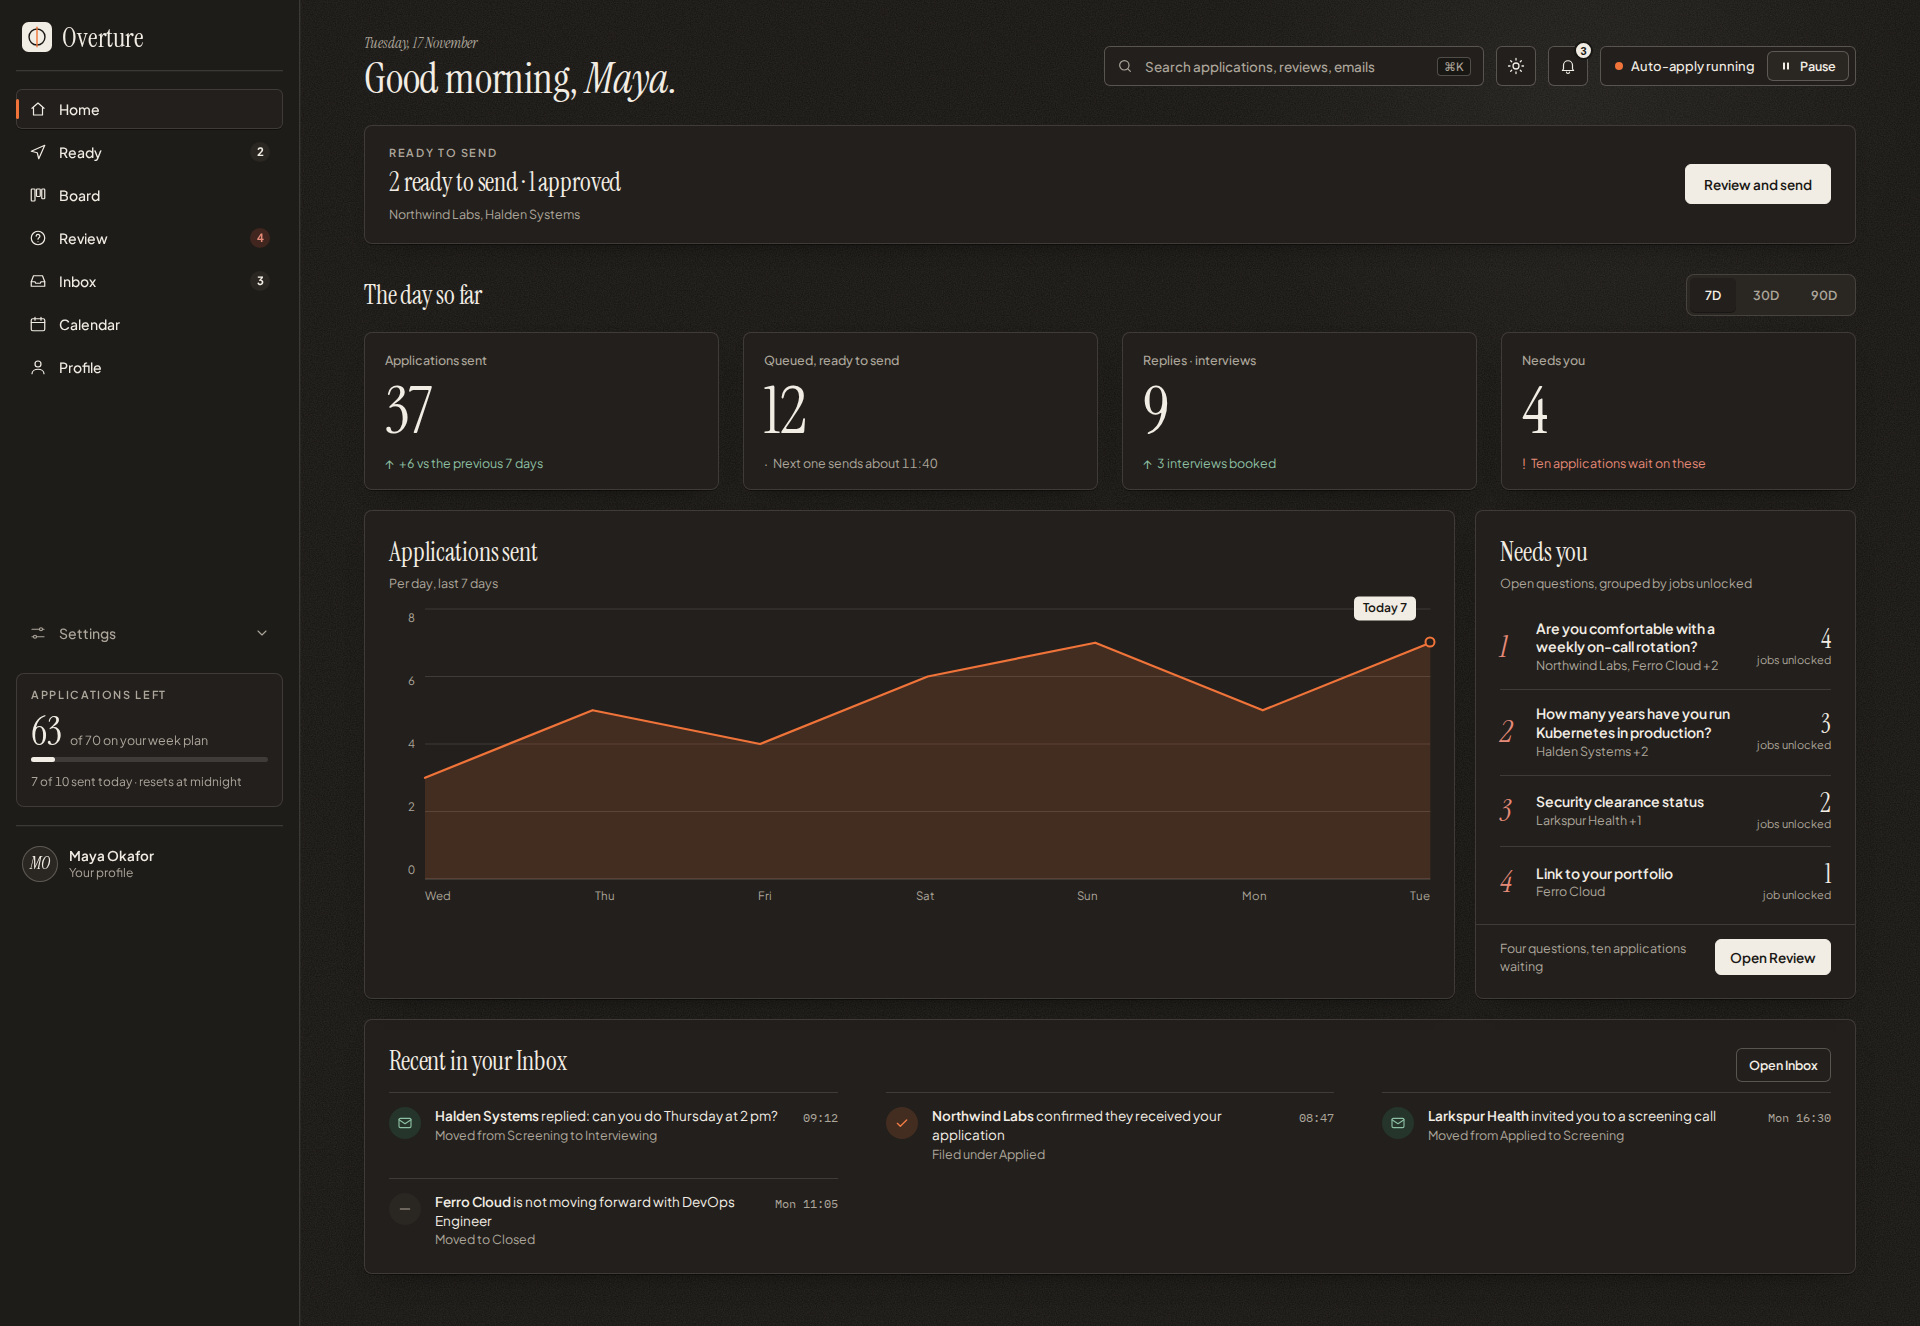 Overture
Home
Ready 2
Board
Review 4
Inbox 3
Calendar
Profile
Settings
APPLICATIONS LEFT
63 of 70 on your week plan
7 of 10 sent today · resets at midnight
MO
Maya Okafor
Your profile
Tuesday, 17 November
Good morning, Maya.
Search applications, reviews, emails ⌘K
3
Auto-apply running
Pause
READY TO SEND
2 ready to send · 1 approved
Northwind Labs, Halden Systems
Review and send
The day so far
7D 30D 90D
Applications sent
37
↑ +6 vs the previous 7 days
Queued, ready to send
12
· Next one sends about 11:40
Replies · interviews
9
↑ 3 interviews booked
Needs you
4
! Ten applications wait on these
Applications sent
Per day, last 7 days
Today 7
8
6
4
2
0
Wed Thu Fri Sat Sun Mon Tue
Needs you
Open questions, grouped by jobs unlocked
1
Are you comfortable with a
weekly on-call rotation?
Northwind Labs, Ferro Cloud +2
4
jobs unlocked
2
How many years have you run
Kubernetes in production?
Halden Systems +2
3
jobs unlocked
3
Security clearance status
Larkspur Health +1
2
jobs unlocked
4
Link to your portfolio
Ferro Cloud
1
job unlocked
Four questions, ten applications
waiting
Open Review
Recent in your Inbox
Open Inbox
Halden Systems replied: can you do Thursday at 2 pm? 09:12
Moved from Screening to Interviewing
Northwind Labs confirmed they received your 08:47
application
Filed under Applied
Larkspur Health invited you to a screening call Mon 16:30
Moved from Applied to Screening
Ferro Cloud is not moving forward with DevOps Mon 11:05
Engineer
Moved to Closed